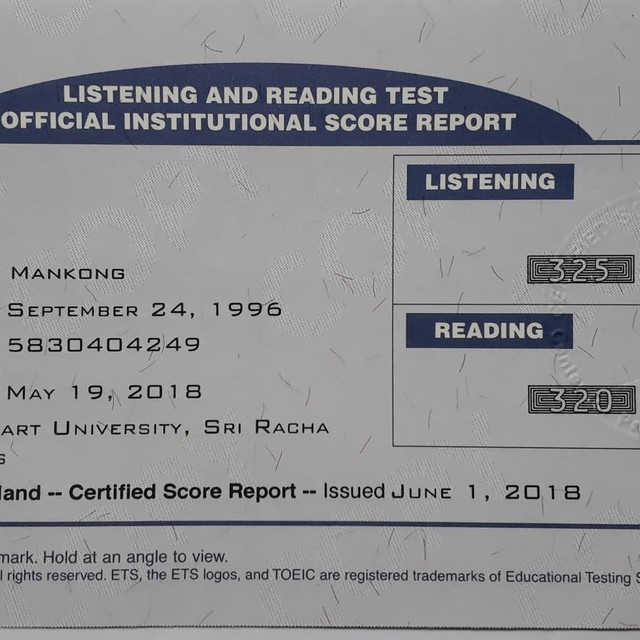 LISTENING AND READING TEST
OFFICIAL INSTITUTIONAL SCORE REPORT
LISTENING
325
MANKONG
SEPTEMBER 24, 1996
5830404249
READING
320
MAY 19, 2018
ART UNIVERSITY, SRI RACHA
S
land -- Certified Score Report -- Issued JUNE 1, 2018
mark. Hold at an angle to view.
l rights reserved. ETS, the ETS logos, and TOEIC are registered trademarks of Educational Testing S
COPY
COPY